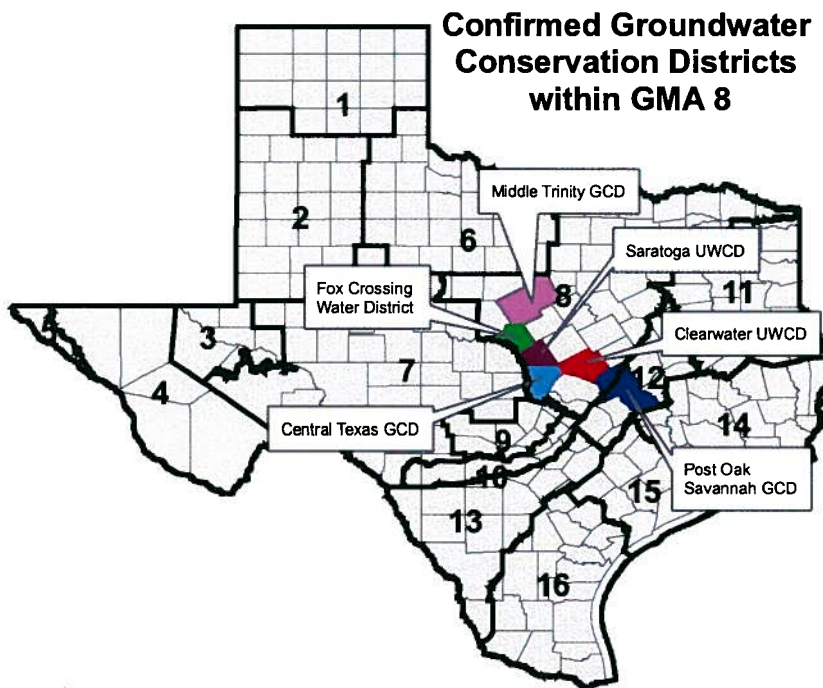 Confirmed Groundwater
Conservation Districts
within GMA 8
1
Middle Trinity GCD
2
6
Saratoga UWCD
Fox Crossing
Water District
8
11
Clearwater UWCD
3
7
12
4
Central Texas GCD
9
14
10
Post Oak
Savannah GCD
15
13
16